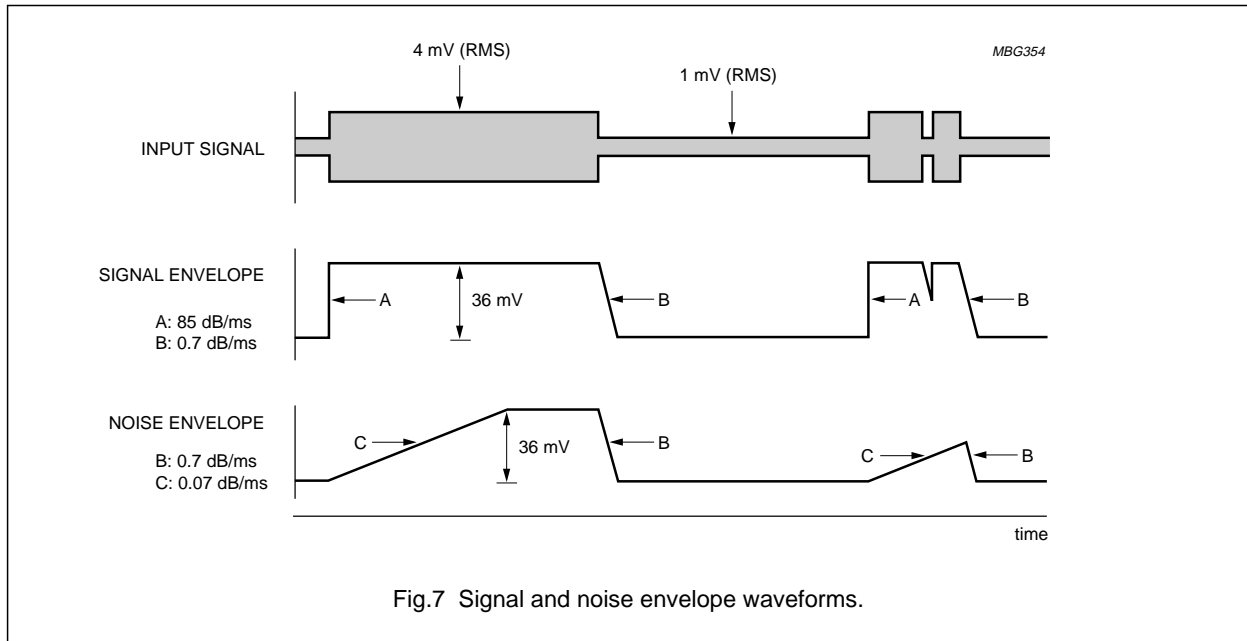 4 mV (RMS)
MBG354
1 mV (RMS)
INPUT SIGNAL
SIGNAL ENVELOPE
A
36 mV
B
A
B
A: 85 dB/ms
B: 0.7 dB/ms
NOISE ENVELOPE
C
36 mV
B
C
B
B: 0.7 dB/ms
C: 0.07 dB/ms
time
Fig.7 Signal and noise envelope waveforms.